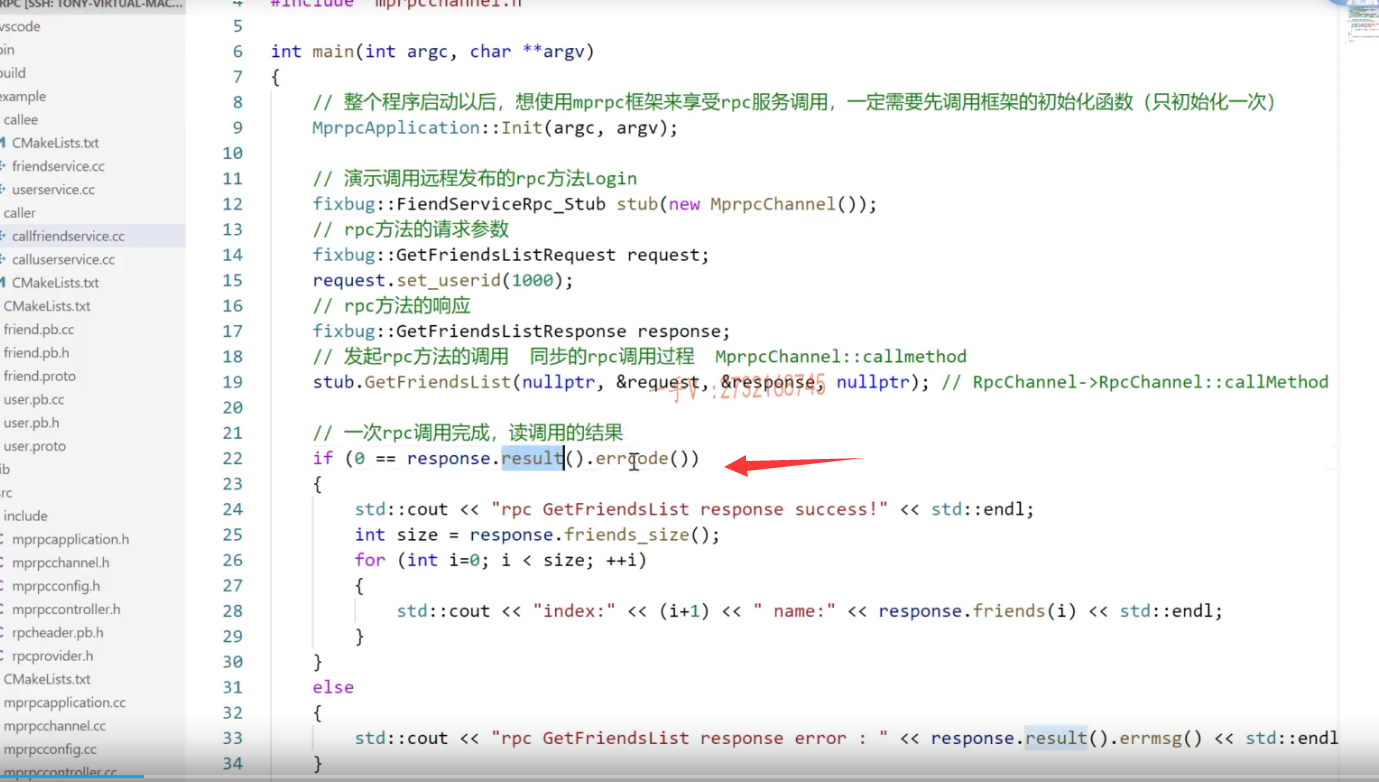 RPC [SSH: TONY-VIRTUAL-MAC...
vscode
bin
build
example
callee
CMakeLists.txt
friendservice.cc
userservice.cc
caller
callfriendservice.cc
calluserservice.cc
CMakeLists.txt
CMakeLists.txt
friend.pb.cc
friend.pb.h
friend.proto
user.pb.cc
user.pb.h
user.proto
ib
src
include
mprpcapplication.h
mprpcchannel.h
mprpcconfig.h
mprpccontroller.h
rpcheader.pb.h
rpcprovider.h
CMakeLists.txt
mprpcapplication.cc
mprpcchannel.cc
mprpcconfig.cc
mprpccontroller.cc
4 #include "mprpcchannel.h"
5
6 int main(int argc, char **argv)
7 {
8 // 整个程序启动以后，想使用mprpc框架来享受rpc服务调用，一定需要先调用框架的初始化函数（只初始化一次）
9 MprpcApplication::Init(argc, argv);
10
11 // 演示调用远程发布的rpc方法Login
12 fixbug::FiendServiceRpc_Stub stub(new MprpcChannel());
13 // rpc方法的请求参数
14 fixbug::GetFriendsListRequest request;
15 request.set_userid(1000);
16 // rpc方法的响应
17 fixbug::GetFriendsListResponse response;
18 // 发起rpc方法的调用 同步的rpc调用过程 MprpcChannel::callmethod
19 stub.GetFriendsList(nullptr, &request, &response, nullptr); // RpcChannel->RpcChannel::callMethod
一手V:2732168745
20
21 // 一次rpc调用完成，读调用的结果
22 if (0 == response.result().errcode())
23 {
24 std::cout << "rpc GetFriendsList response success!" << std::endl;
25 int size = response.friends_size();
26 for (int i=0; i < size; ++i)
27 {
28 std::cout << "index:" << (i+1) << " name:" << response.friends(i) << std::endl;
29 }
30 }
31 else
32 {
33 std::cout << "rpc GetFriendsList response error : " << response.result().errmsg() << std::endl
34 }